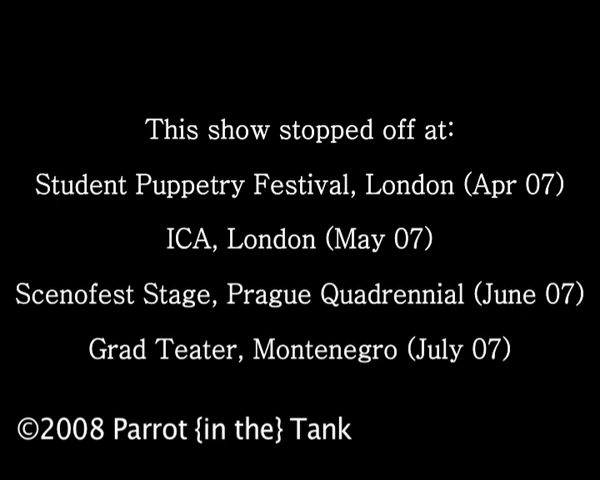 This show stopped off at:
Student Puppetry Festival, London (Apr 07)
ICA, London (May 07)
Scenofest Stage, Prague Quadrennial (June 07)
Grad Teater, Montenegro (July 07)
©2008 Parrot {in the} Tank